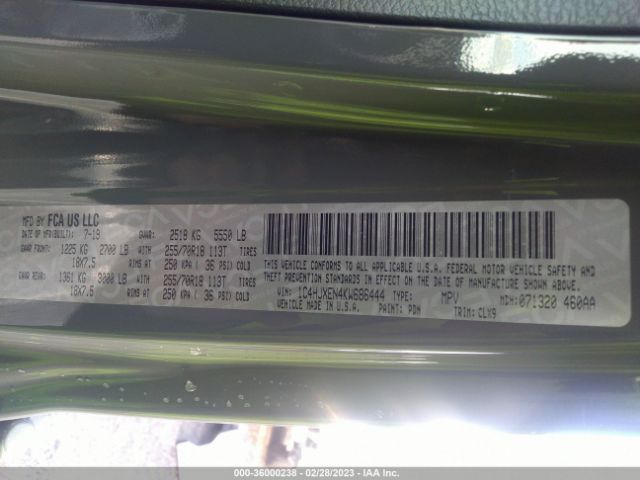 MFD BY FCA US LLC
DATE OF MFR(BUILT): 7-19 GVWR: 2518 KG 5550 LB
GAWR FRONT: 1225 KG 2700 LB WITH 255/70R18 113T TIRES
18X7.5 RIMS AT 250 KPA ( 36 PSI) COLD
GAWR REAR: 1361 KG 3000 LB WITH 255/70R18 113T TIRES
18X7.5 RIMS AT 250 KPA ( 36 PSI) COLD
THIS VEHICLE CONFORMS TO ALL APPLICABLE U.S.A. FEDERAL MOTOR VEHICLE SAFETY AND
THEFT PREVENTION STANDARDS IN EFFECT ON THE DATE OF MANUFACTURE SHOWN ABOVE.
VIN: 1C4HJXEN4KW686444 TYPE: MPV MDH: 071320 460AA
VEHICLE MADE IN U.S.A. PAINT: PDN TRIM: CLX9
000-36000238 - 02/28/2023 - IAA Inc.